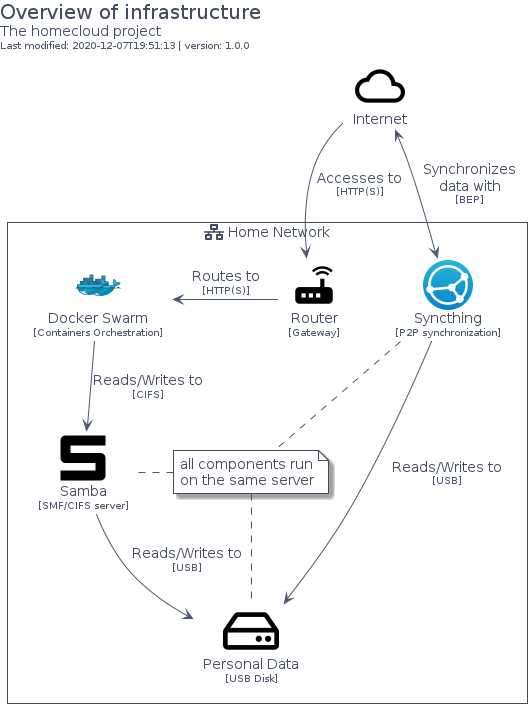 Overview of infrastructure
The homecloud project
Last modified: 2020-12-07T19:51:13 | version: 1.0.0
Internet
Accesses to
[HTTP(S)]
Synchronizes
data with
[BEP]
Home Network
Routes to
[HTTP(S)]
Docker Swarm
[Containers Orchestration]
Router
[Gateway]
Syncthing
[P2P synchronization]
Reads/Writes to
[CIFS]
all components run
on the same server
Reads/Writes to
[USB]
Samba
[SMF/CIFS server]
Reads/Writes to
[USB]
Personal Data
[USB Disk]